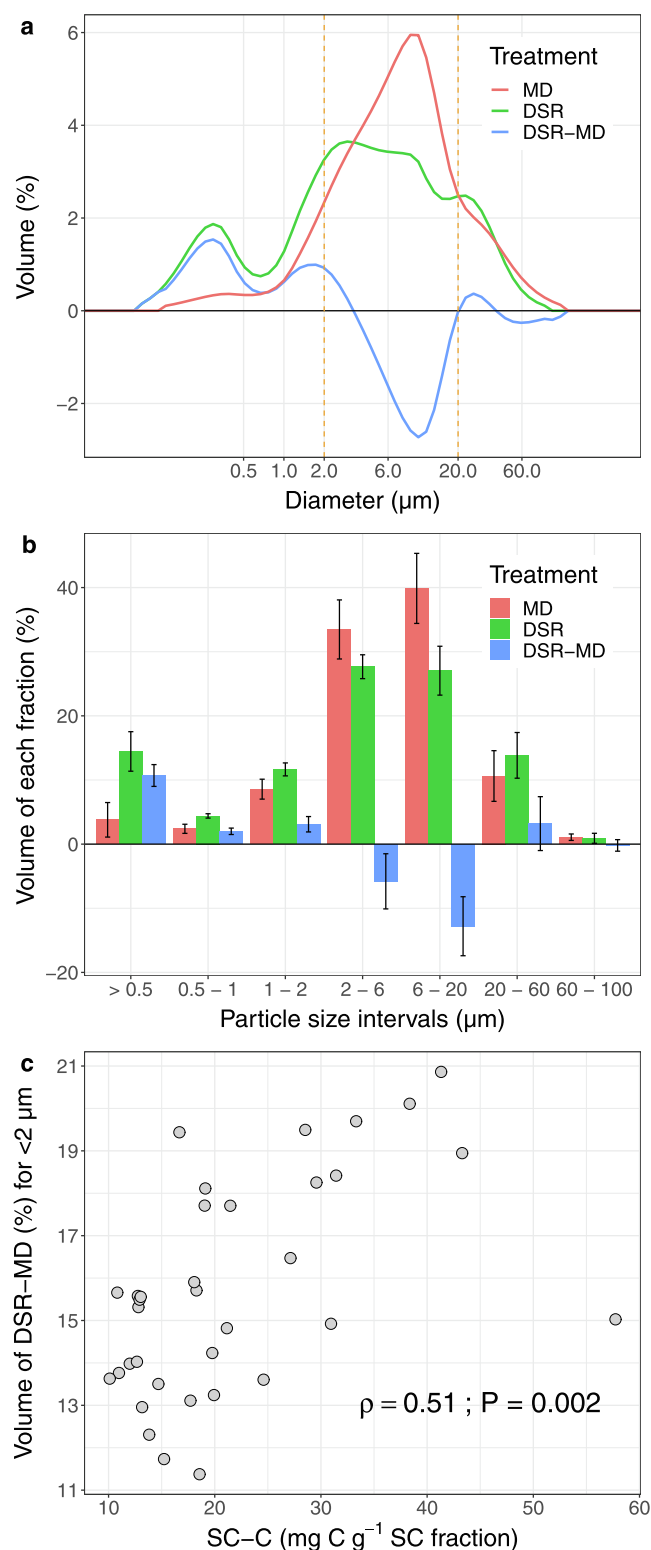 a
Volume (%)
6
4
2
0
−2
Treatment
MD
DSR
DSR−MD
0.5 1.0 2.0 6.0 20.0 60.0
Diameter (µm)
b
Volume of each fraction (%)
40
20
0
−20
Treatment
MD
DSR
DSR−MD
> 0.5 0.5 − 1 1 − 2 2 − 6 6 − 20 20 − 60 60 − 100
Particle size intervals (µm)
c
Volume of DSR−MD (%) for <2 µm
21
19
17
15
13
11
ρ = 0.51 ; P = 0.002
10 20 30 40 50 60
SC−C (mg C g⁻¹ SC fraction)